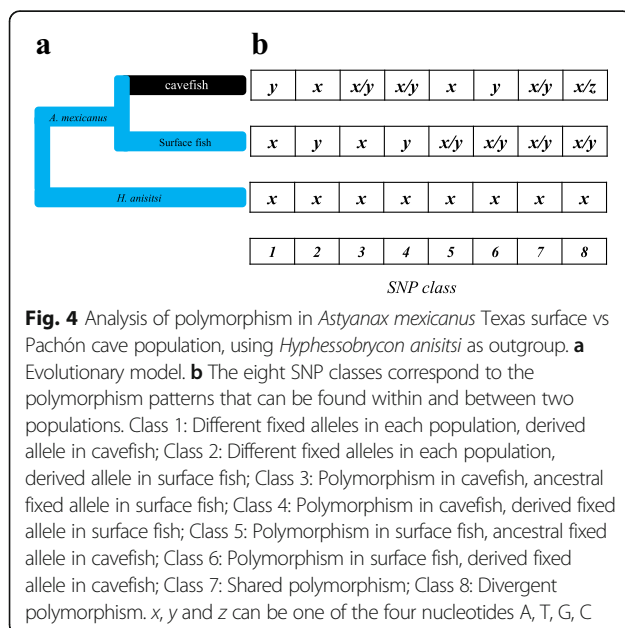 a
b
cavefish
y x x/y x/y x y x/y x/z
A. mexicanus
Surface fish
x y x y x/y x/y x/y x/y
H. anisitsi
x x x x x x x x
1 2 3 4 5 6 7 8
SNP class
Fig. 4 Analysis of polymorphism in Astyanax mexicanus Texas surface vs
Pachón cave population, using Hyphessobrycon anisitsi as outgroup. a
Evolutionary model. b The eight SNP classes correspond to the
polymorphism patterns that can be found within and between two
populations. Class 1: Different fixed alleles in each population, derived
allele in cavefish; Class 2: Different fixed alleles in each population,
derived allele in surface fish; Class 3: Polymorphism in cavefish, ancestral
fixed allele in surface fish; Class 4: Polymorphism in cavefish, derived fixed
allele in surface fish; Class 5: Polymorphism in surface fish, ancestral fixed
allele in cavefish; Class 6: Polymorphism in surface fish, derived fixed
allele in cavefish; Class 7: Shared polymorphism; Class 8: Divergent
polymorphism. x, y and z can be one of the four nucleotides A, T, G, C